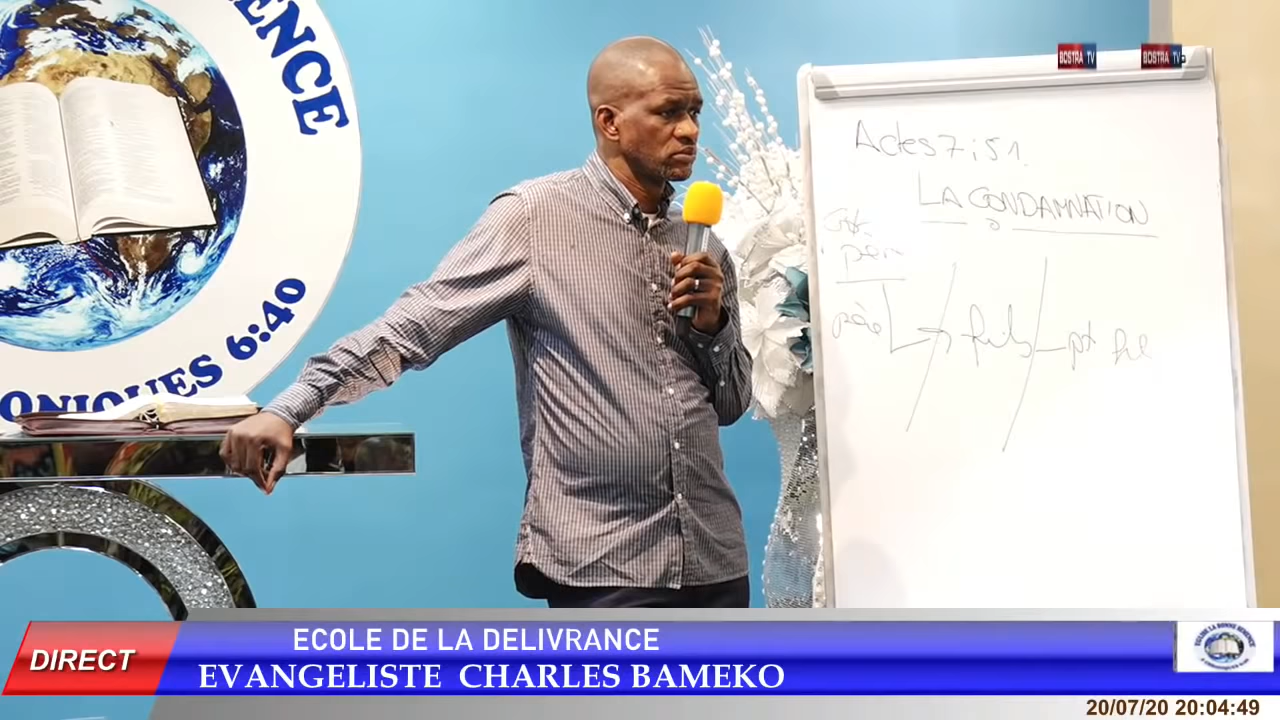 ENCE
ONIQUES 6:40
BOSTRA TV
BOSTRA TV
Actes 7:51.
LA CONDAMNATION
père
fils
DIRECT
ECOLE DE LA DELIVRANCE
EVANGELISTE CHARLES BAMEKO
20/07/20 20:04:49